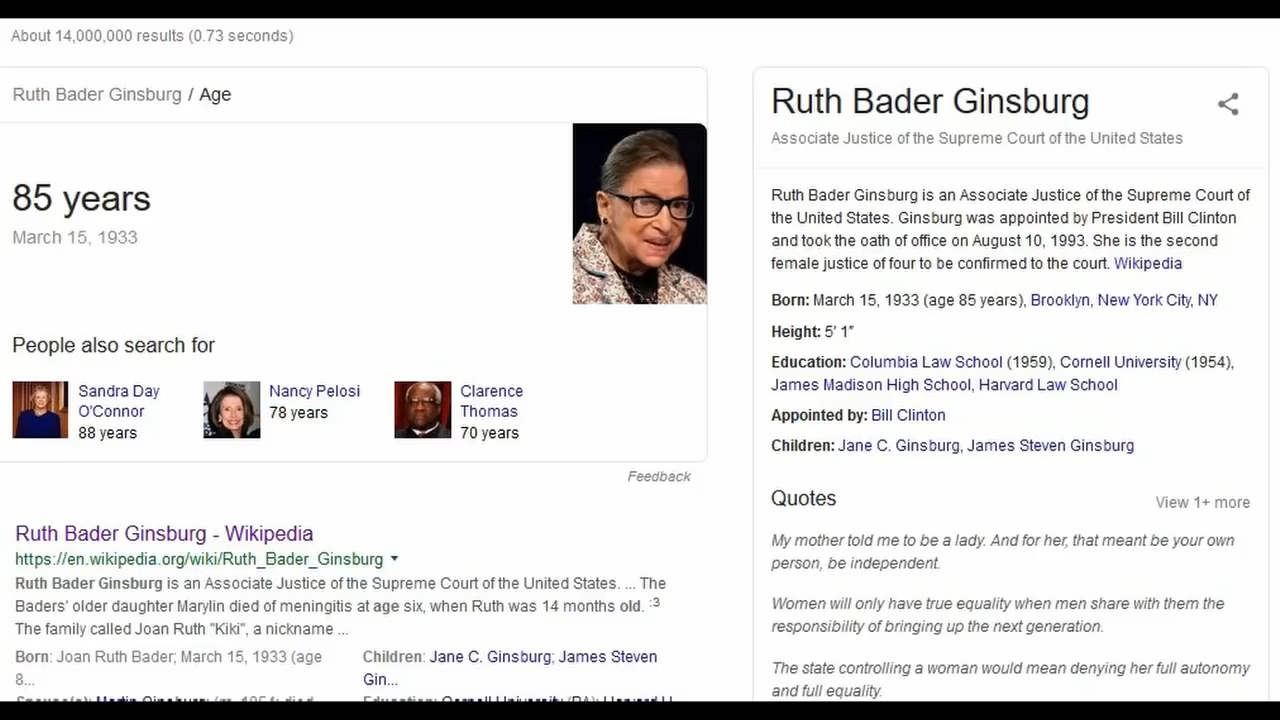 About 14,000,000 results (0.73 seconds)
Ruth Bader Ginsburg / Age
85 years
March 15, 1933
People also search for
Sandra Day
O'Connor
88 years
Nancy Pelosi
78 years
Clarence
Thomas
70 years
Feedback
Ruth Bader Ginsburg - Wikipedia
https://en.wikipedia.org/wiki/Ruth_Bader_Ginsburg
Ruth Bader Ginsburg is an Associate Justice of the Supreme Court of the United States. ... The
Baders' older daughter Marylin died of meningitis at age six, when Ruth was 14 months old. :3
The family called Joan Ruth "Kiki", a nickname ...
Born: Joan Ruth Bader; March 15, 1933 (age
8...
Children: Jane C. Ginsburg; James Steven
Gin...
Ruth Bader Ginsburg
Associate Justice of the Supreme Court of the United States
Ruth Bader Ginsburg is an Associate Justice of the Supreme Court of
the United States. Ginsburg was appointed by President Bill Clinton
and took the oath of office on August 10, 1993. She is the second
female justice of four to be confirmed to the court. Wikipedia
Born: March 15, 1933 (age 85 years), Brooklyn, New York City, NY
Height: 5′ 1″
Education: Columbia Law School (1959), Cornell University (1954),
James Madison High School, Harvard Law School
Appointed by: Bill Clinton
Children: Jane C. Ginsburg, James Steven Ginsburg
Quotes
View 1+ more
My mother told me to be a lady. And for her, that meant be your own
person, be independent.
Women will only have true equality when men share with them the
responsibility of bringing up the next generation.
The state controlling a woman would mean denying her full autonomy
and full equality.